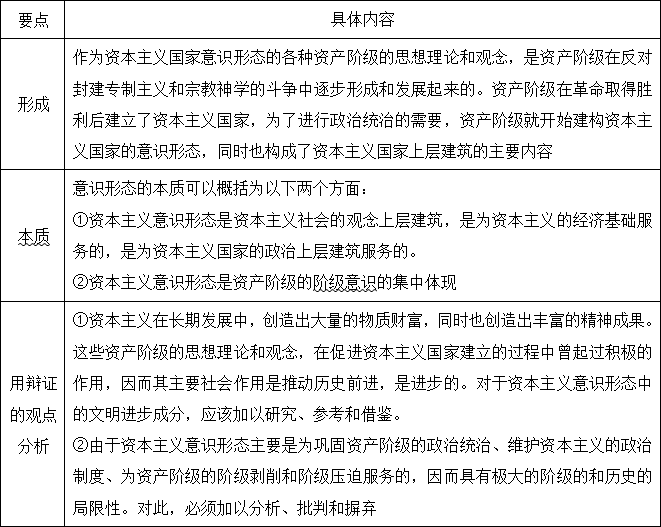 要点
具体内容
形成
作为资本主义国家意识形态的各种资产阶级的思想理论和观念，是资产阶级在反对
封建专制主义和宗教神学的斗争中逐步形成和发展起来的。资产阶级在革命取得胜
利后建立了资本主义国家，为了进行政治统治的需要，资产阶级就开始建构资本主
义国家的意识形态，同时也构成了资本主义国家上层建筑的主要内容
本质
意识形态的本质可以概括为以下两个方面：
①资本主义意识形态是资本主义社会的观念上层建筑，是为资本主义的经济基础服
务的，是为资本主义国家的政治上层建筑服务的。
②资本主义意识形态是资产阶级的阶级意识的集中体现
用辩证
的观点
分析
①资本主义在长期发展中，创造出大量的物质财富，同时也创造出丰富的精神成果。
这些资产阶级的思想理论和观念，在促进资本主义国家建立的过程中曾起过积极的
作用，因而其主要社会作用是推动历史前进，是进步的。对于资本主义意识形态中
的文明进步成分，应该加以研究、参考和借鉴。
②由于资本主义意识形态主要是为巩固资产阶级的政治统治、维护资本主义的政治
制度、为资产阶级的阶级剥削和阶级压迫服务的，因而具有极大的阶级的和历史的
局限性。对此，必须加以分析、批判和摒弃